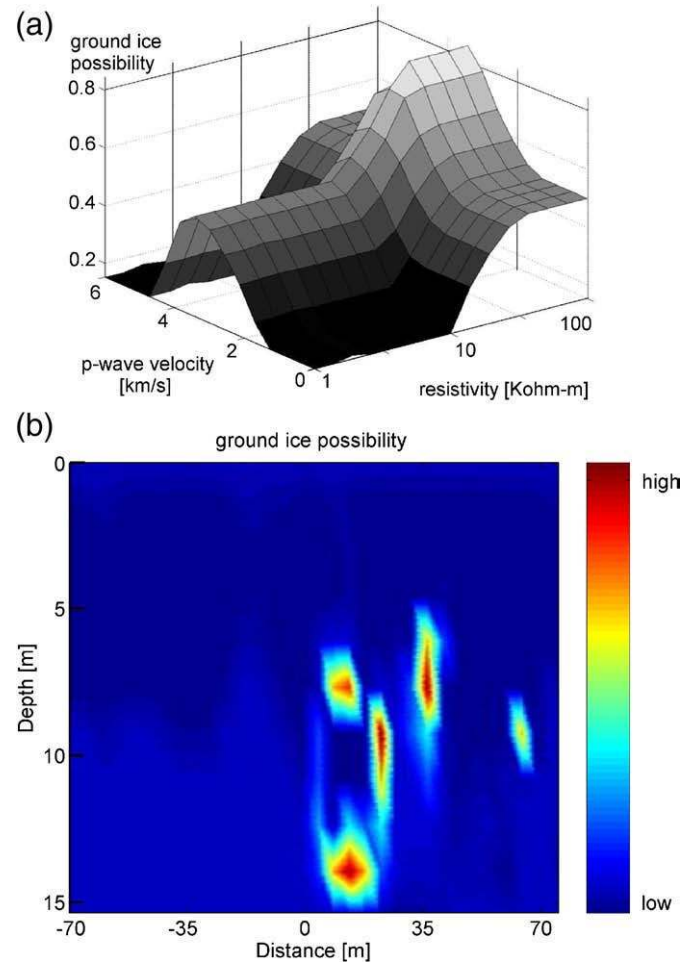 (a)
ground ice
possibility
0.8
0.6
0.4
0.2
6
4
2
0
1
10
100
p-wave velocity
[km/s]
resistivity [Kohm-m]
(b)
ground ice possibility
0
5
10
15
Depth [m]
-70
-35
0
35
70
Distance [m]
high
low